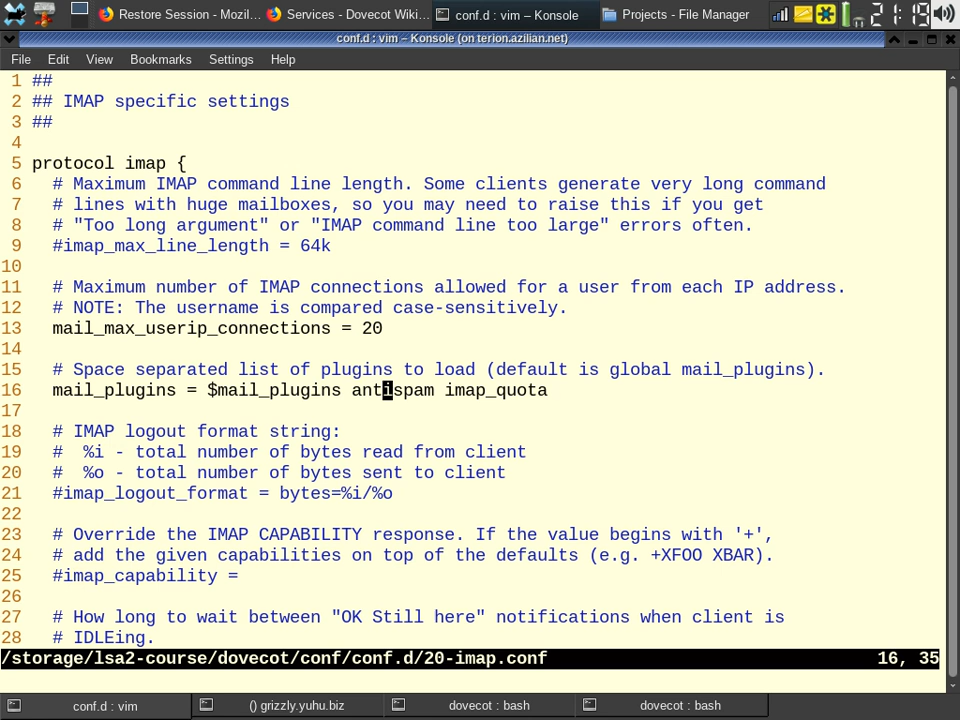 Restore Session - Mozil... Services - Dovecot Wiki... conf.d : vim – Konsole Projects - File Manager 21:19
conf.d : vim – Konsole (on terion.azilian.net)
File Edit View Bookmarks Settings Help
1 ##
2 ## IMAP specific settings
3 ##
4
5 protocol imap {
6 # Maximum IMAP command line length. Some clients generate very long command
7 # lines with huge mailboxes, so you may need to raise this if you get
8 # "Too long argument" or "IMAP command line too large" errors often.
9 #imap_max_line_length = 64k
10
11 # Maximum number of IMAP connections allowed for a user from each IP address.
12 # NOTE: The username is compared case-sensitively.
13 mail_max_userip_connections = 20
14
15 # Space separated list of plugins to load (default is global mail_plugins).
16 mail_plugins = $mail_plugins antispam imap_quota
17
18 # IMAP logout format string:
19 #  %i - total number of bytes read from client
20 #  %o - total number of bytes sent to client
21 #imap_logout_format = bytes=%i/%o
22
23 # Override the IMAP CAPABILITY response. If the value begins with '+',
24 # add the given capabilities on top of the defaults (e.g. +XFOO XBAR).
25 #imap_capability =
26
27 # How long to wait between "OK Still here" notifications when client is
28 # IDLEing.
/storage/lsa2-course/dovecot/conf/conf.d/20-imap.conf 16, 35
conf.d : vim () grizzly.yuhu.biz dovecot : bash dovecot : bash